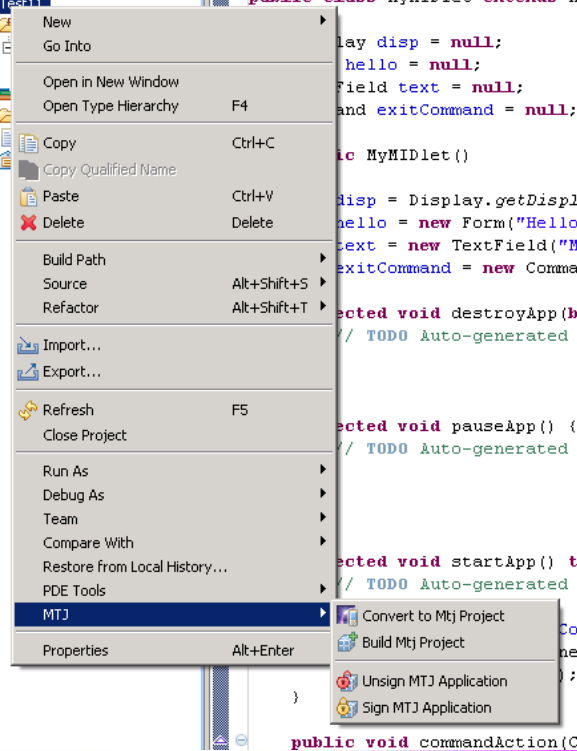 Test11
public class MyMIDlet extends
New
Go Into
lay disp = null;
hello = null;
Open in New Window
Field text = null;
Open Type Hierarchy F4
and exitCommand = null;
Copy Ctrl+C
ic MyMIDlet()
Copy Qualified Name
Paste Ctrl+V
disp = Display.getDispl
Delete Delete
hello = new Form("Hello
text = new TextField("M
Build Path
exitCommand = new Comma
Source Alt+Shift+S
Refactor Alt+Shift+T
ected void destroyApp(b
// TODO Auto-generated
Import...
Export...
Refresh F5
ected void pauseApp() {
Close Project
// TODO Auto-generated
Run As
Debug As
Team
Compare With
Restore from Local History...
ected void startApp() t
PDE Tools
// TODO Auto-generated
MTJ
Convert to Mtj Project
Co
Build Mtj Project
Properties Alt+Enter
ne
Unsign MTJ Application
);
}
Sign MTJ Application
public void commandAction(C